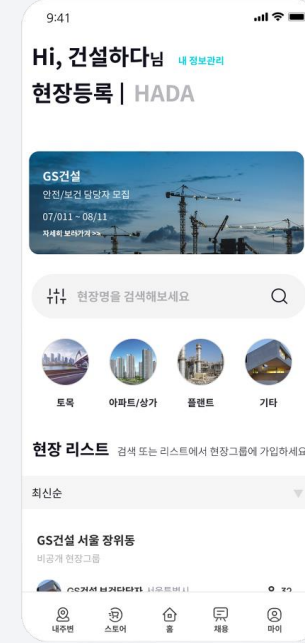 9:41
Hi, 건설하다님 내 정보관리
현장등록 | HADA
GS건설
안전/보건 담당자 모집
07/011 ~ 08/11
자세히 보러가기 >>
현장명을 검색해보세요
토목 아파트/상가 플랜트 기타
현장 리스트 검색 또는 리스트에서 현장그룹에 가입하세요
최신순
GS건설 서울 장위동
비공개 현장그룹
GS건설 보건담당자 서울특별시 32
내주변 스토어 홈 채용 마이